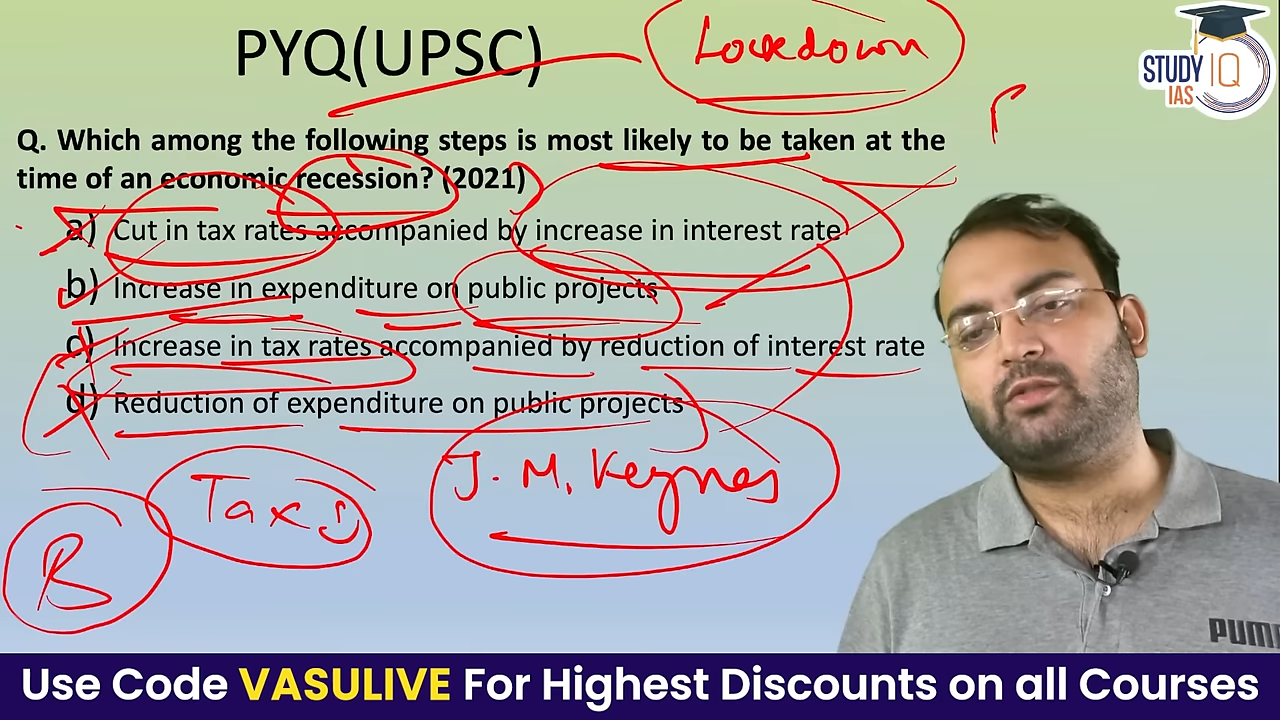 PYQ(UPSC)
Lockdown
STUDY IQ
IAS
Q. Which among the following steps is most likely to be taken at the
time of an economic recession? (2021)
a) Cut in tax rates accompanied by increase in interest rate
b) Increase in expenditure on public projects
c) Increase in tax rates accompanied by reduction of interest rate
d) Reduction of expenditure on public projects
J. M. Keynes
Tax ↓
B
PUMA
Use Code VASULIVE For Highest Discounts on all Courses